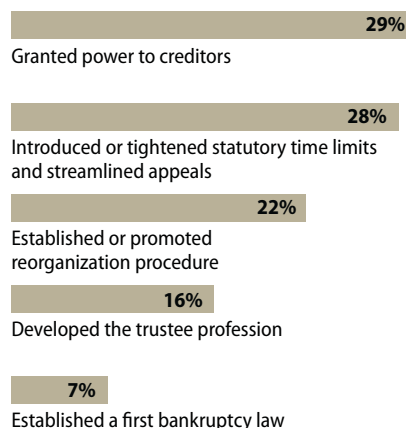 29%
Granted power to creditors
28%
Introduced or tightened statutory time limits
and streamlined appeals
22%
Established or promoted
reorganization procedure
16%
Developed the trustee profession
7%
Established a first bankruptcy law